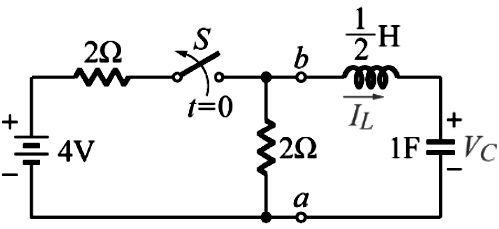 2Ω
S
t=0
b
1/2 H
I_L
+
4V
−
2Ω
1F
+
V_C
−
a